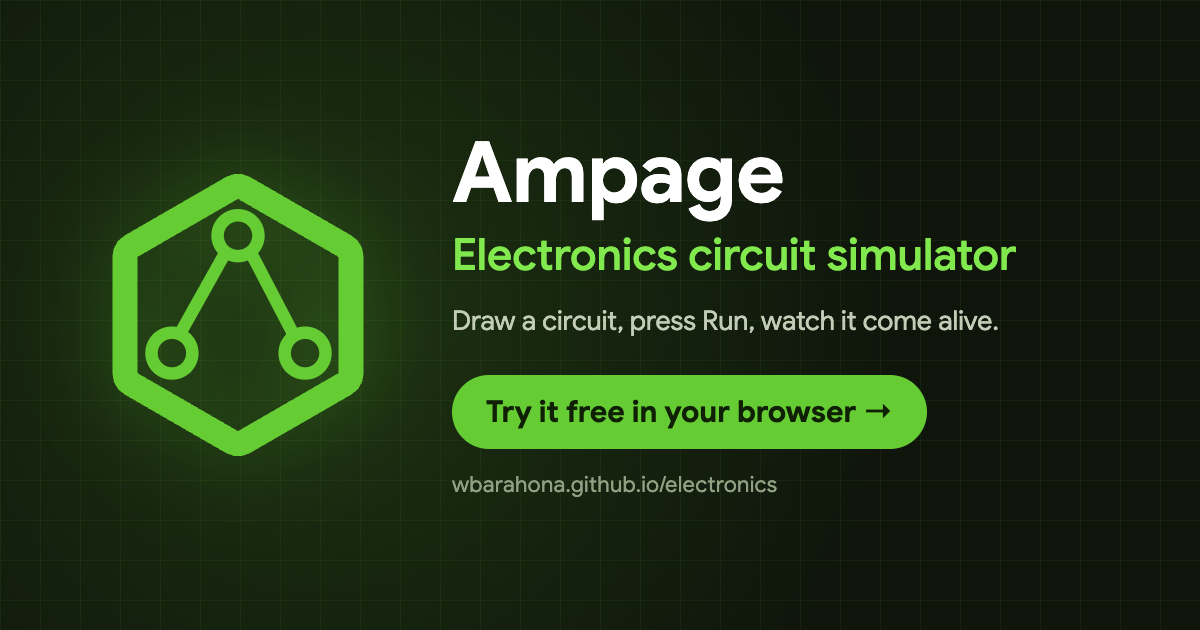 Ampage
Electronics circuit simulator
Draw a circuit, press Run, watch it come alive.
Try it free in your browser →
wbarahona.github.io/electronics